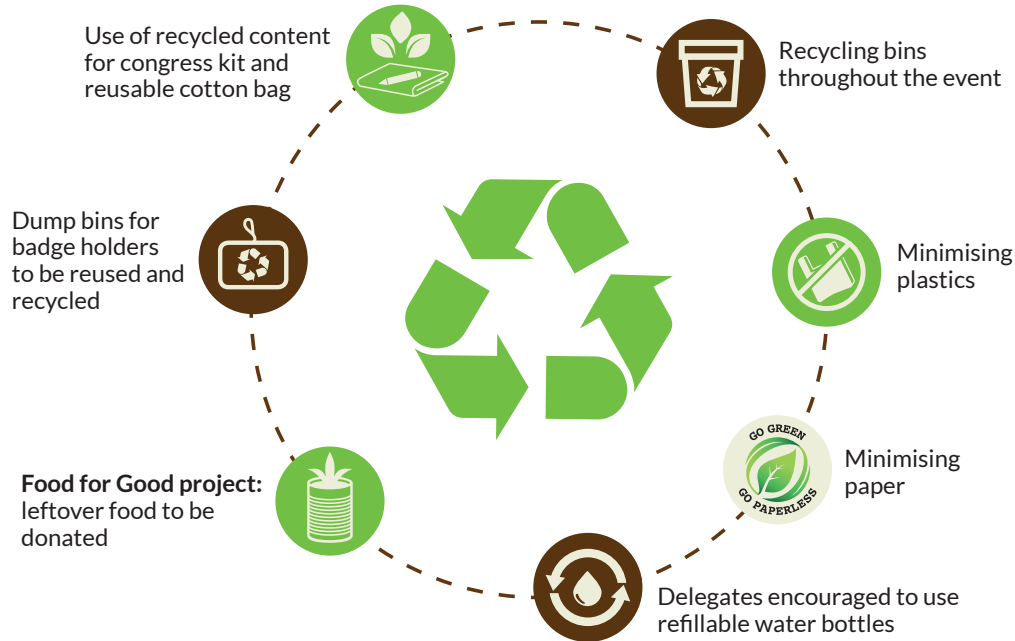 Use of recycled content
for congress kit and
reusable cotton bag
Recycling bins
throughout the event
Dump bins for
badge holders
to be reused and
recycled
Minimising
plastics
GO GREEN
GO PAPERLESS
Minimising
paper
Food for Good project:
leftover food to be
donated
Delegates encouraged to use
refillable water bottles